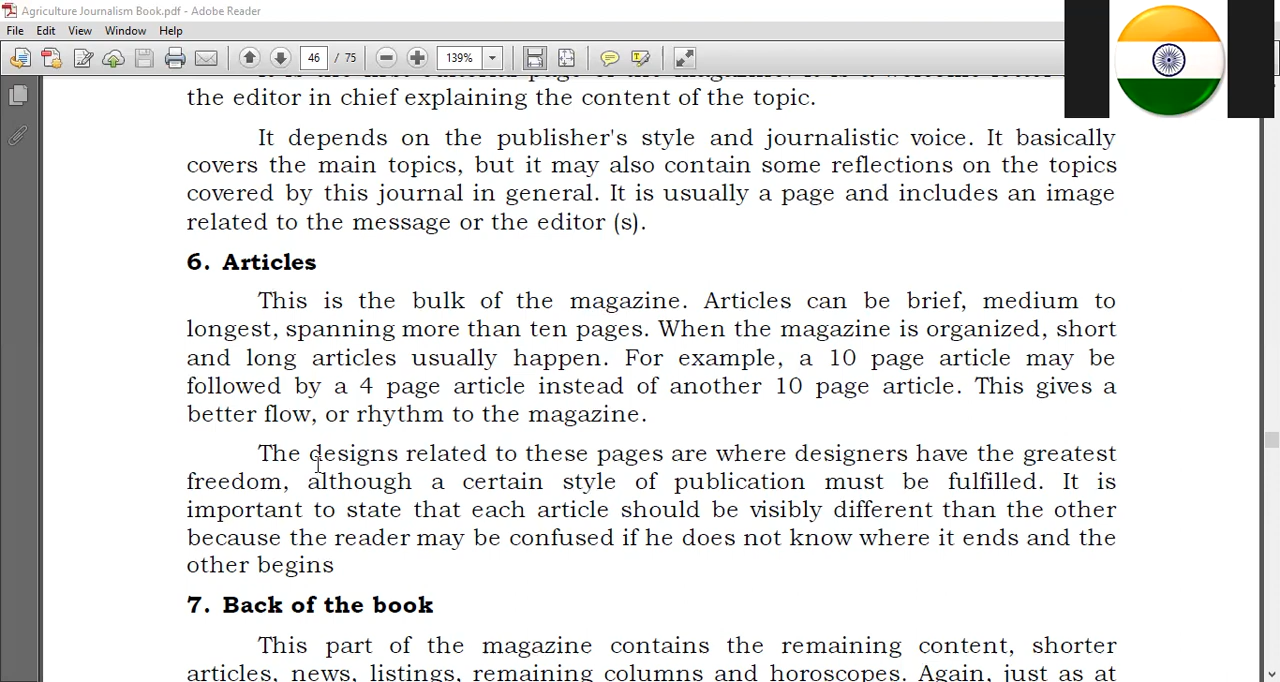 Agriculture Journalism Book.pdf - Adobe Reader
File Edit View Window Help
46 / 75 139%
the editor in chief explaining the content of the topic.
It depends on the publisher's style and journalistic voice. It basically
covers the main topics, but it may also contain some reflections on the topics
covered by this journal in general. It is usually a page and includes an image
related to the message or the editor (s).
6. Articles
This is the bulk of the magazine. Articles can be brief, medium to
longest, spanning more than ten pages. When the magazine is organized, short
and long articles usually happen. For example, a 10 page article may be
followed by a 4 page article instead of another 10 page article. This gives a
better flow, or rhythm to the magazine.
The designs related to these pages are where designers have the greatest
freedom, although a certain style of publication must be fulfilled. It is
important to state that each article should be visibly different than the other
because the reader may be confused if he does not know where it ends and the
other begins
7. Back of the book
This part of the magazine contains the remaining content, shorter
articles, news, listings, remaining columns and horoscopes. Again, just as at